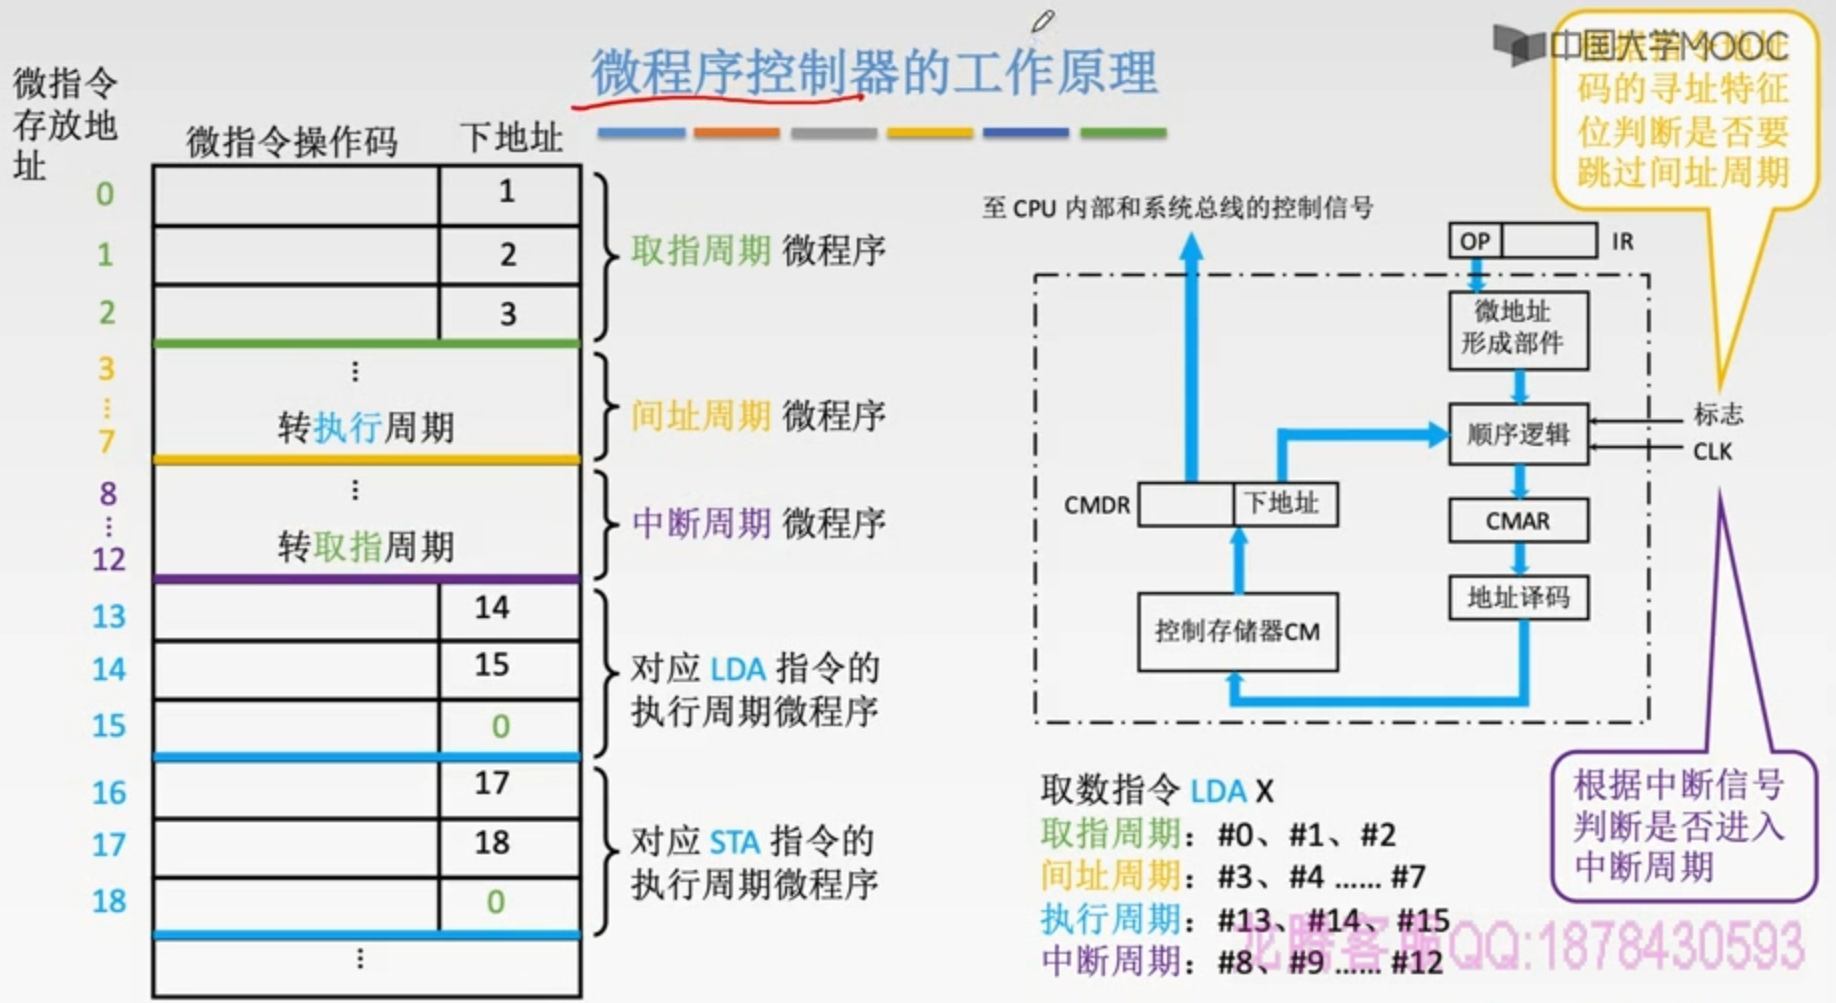 微程序控制器的工作原理
中国大学MOOC
码的寻址特征
位判断是否要
跳过间址周期
微指令
存放地
址
微指令操作码 下地址
0 1
1 2
2 3
取指周期 微程序
3
⋮
7
⋮
转执行周期
间址周期 微程序
8
⋮
12
⋮
转取指周期
中断周期 微程序
13 14
14 15
15 0
对应 LDA 指令的
执行周期微程序
16 17
17 18
18 0
对应 STA 指令的
执行周期微程序
⋮
至 CPU 内部和系统总线的控制信号
OP IR
微地址
形成部件
顺序逻辑
标志
CLK
CMDR 下地址
CMAR
地址译码
控制存储器CM
取数指令 LDA X
取指周期：#0、#1、#2
间址周期：#3、#4 …… #7
执行周期：#13、#14、#15
中断周期：#8、#9 …… #12
根据中断信号
判断是否进入
中断周期
龙腾客服QQ:1878430593